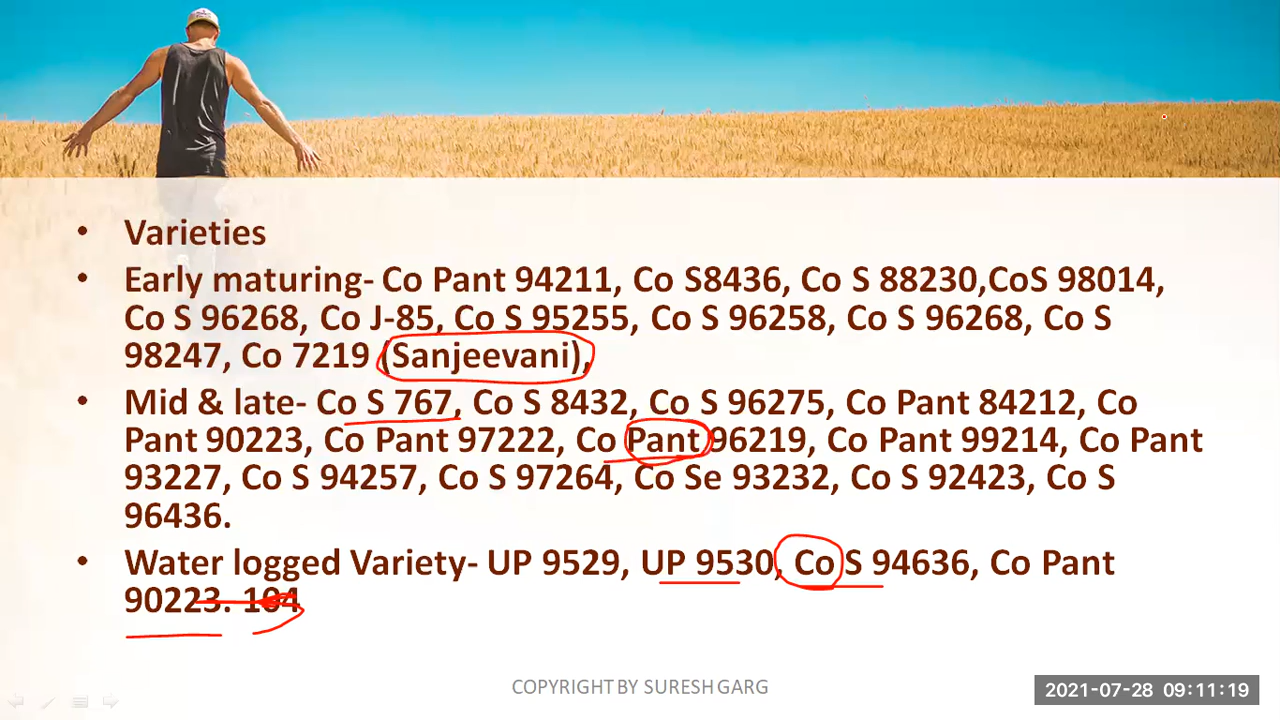 • Varieties
• Early maturing- Co Pant 94211, Co S8436, Co S 88230,CoS 98014,
Co S 96268, Co J-85, Co S 95255, Co S 96258, Co S 96268, Co S
98247, Co 7219 (Sanjeevani),
• Mid & late- Co S 767, Co S 8432, Co S 96275, Co Pant 84212, Co
Pant 90223, Co Pant 97222, Co Pant 96219, Co Pant 99214, Co Pant
93227, Co S 94257, Co S 97264, Co Se 93232, Co S 92423, Co S
96436.
• Water logged Variety- UP 9529, UP 9530, Co S 94636, Co Pant
90223. 104
COPYRIGHT BY SURESH GARG
2021-07-28 09:11:19